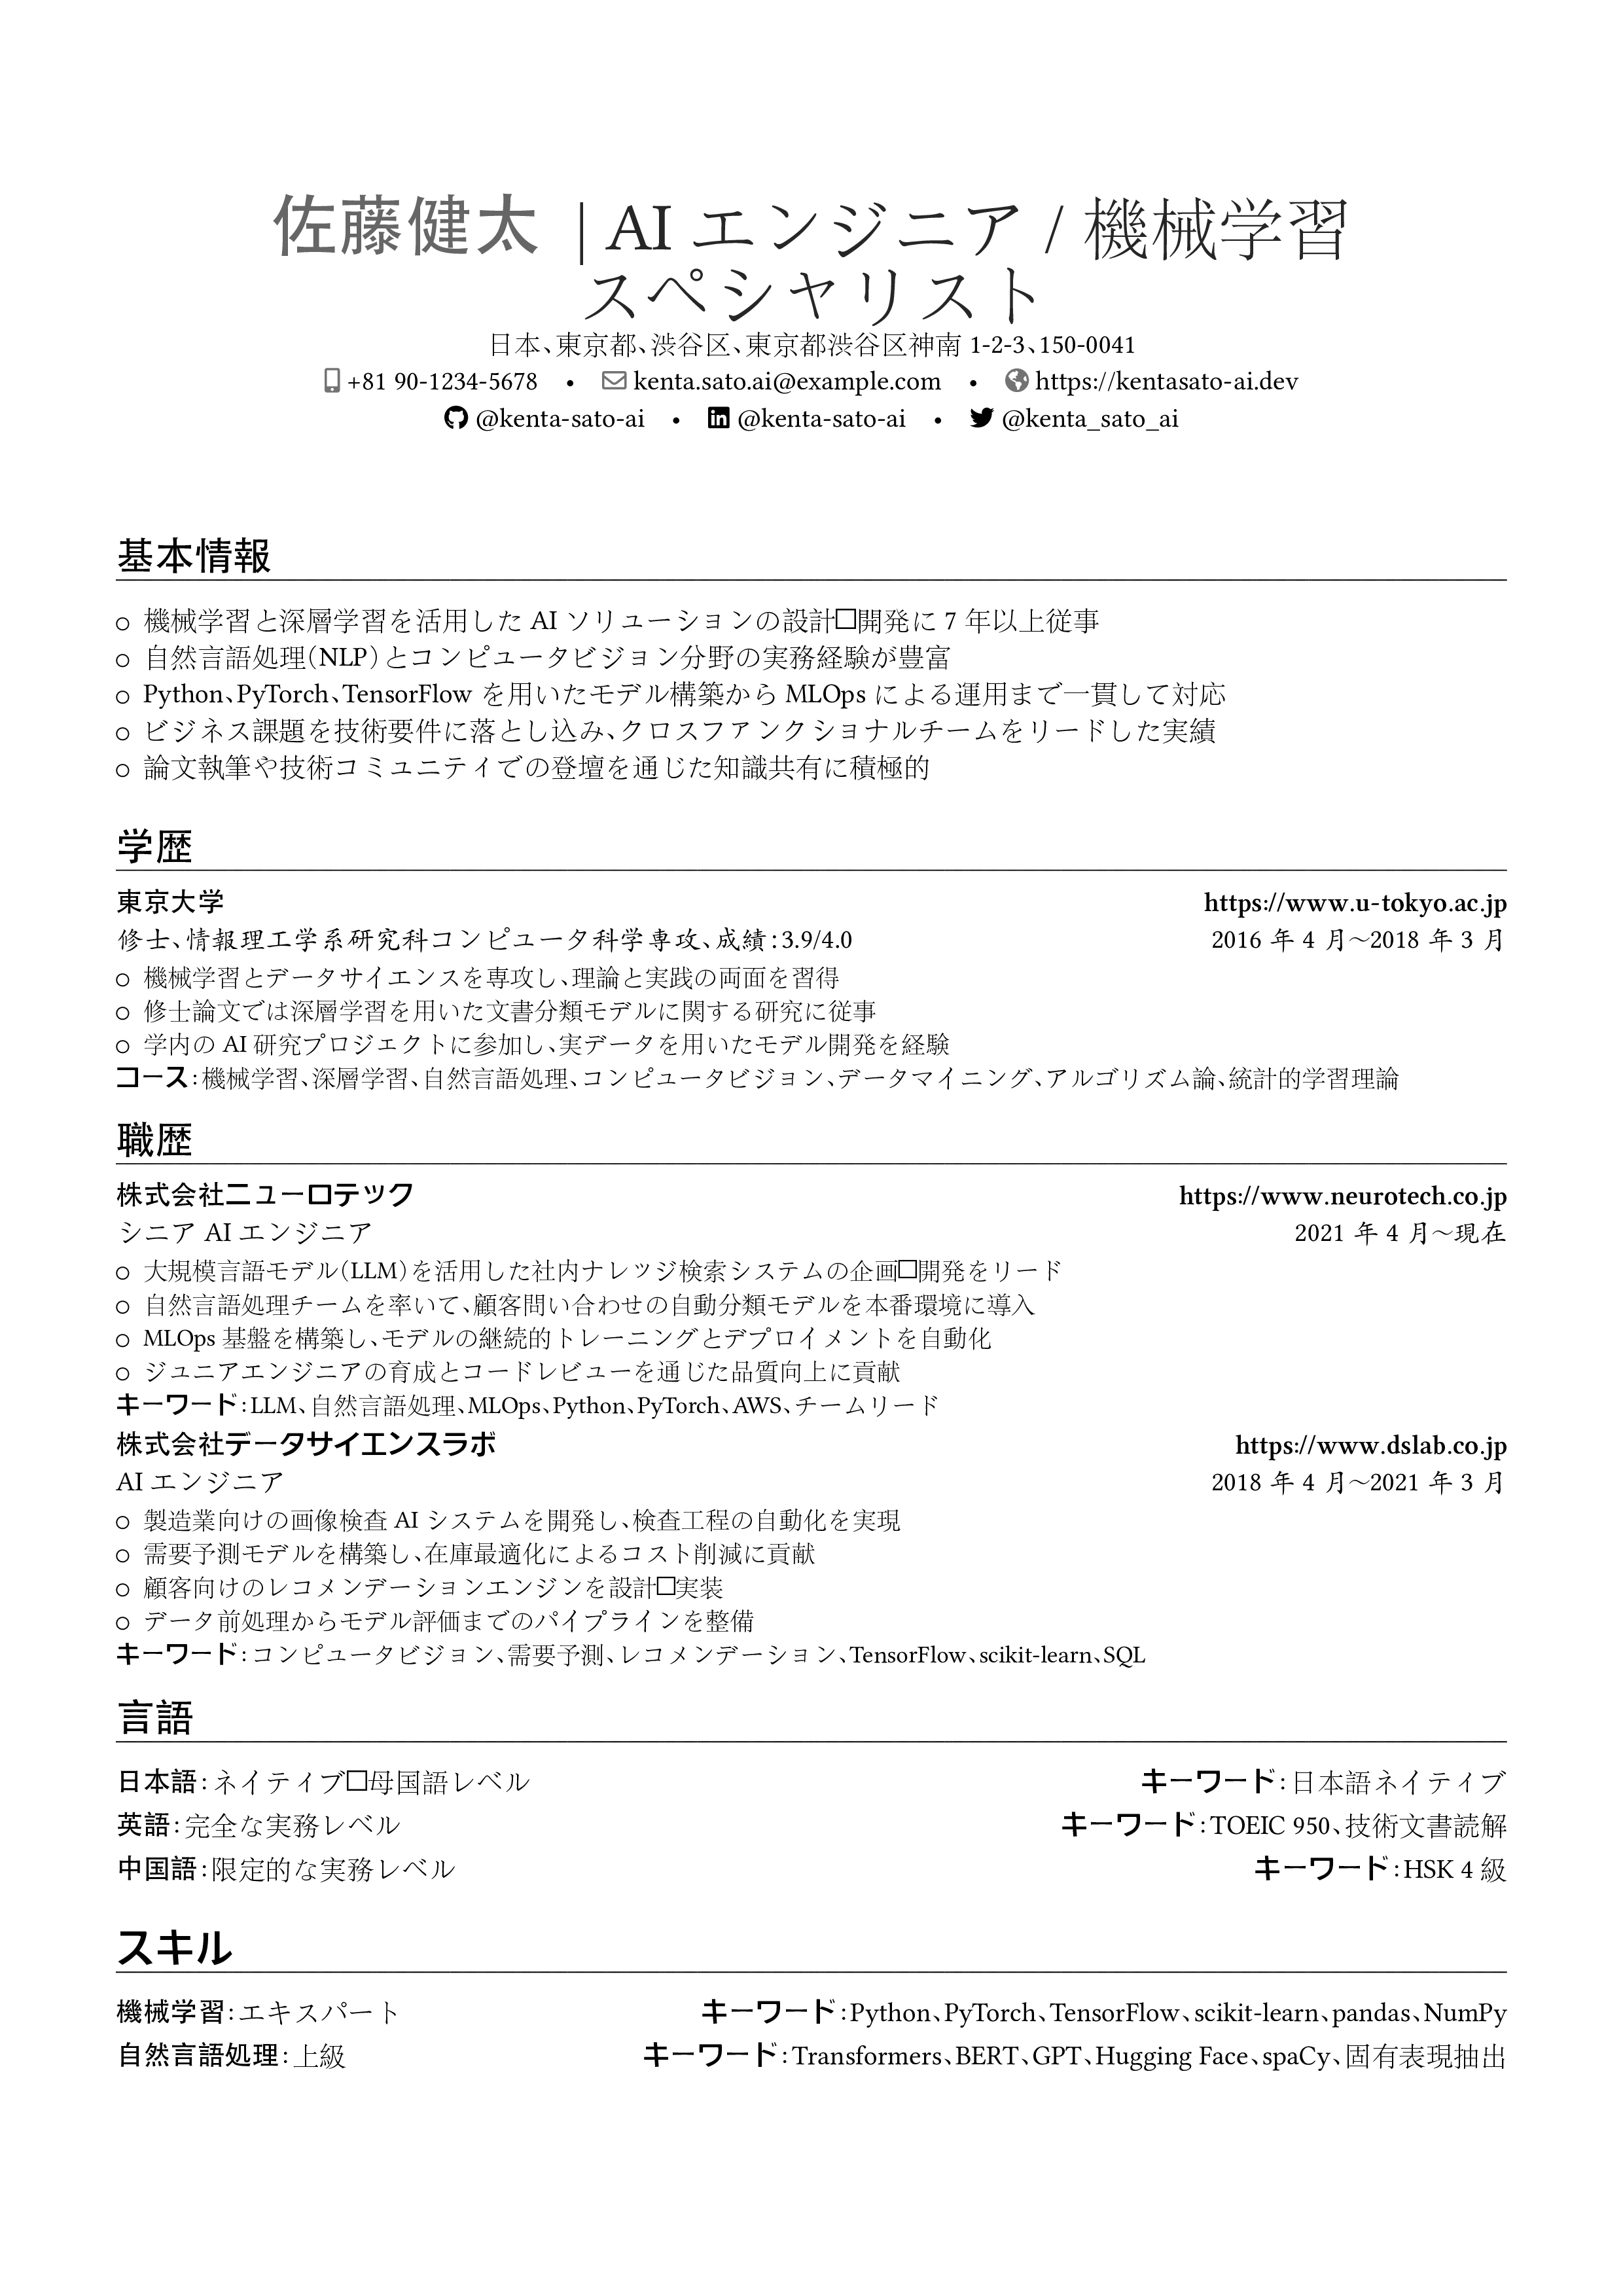 佐藤健太 | AI エンジニア / 機械学習
スペシャリスト
日本、東京都、渋谷区、東京都渋谷区神南 1-2-3、150-0041
+81 90-1234-5678 • kenta.sato.ai@example.com • https://kentasato-ai.dev
@kenta-sato-ai • @kenta-sato-ai • @kenta_sato_ai
基本情報
○ 機械学習と深層学習を活用した AI ソリューションの設計□開発に 7 年以上従事
○ 自然言語処理(NLP)とコンピュータビジョン分野の実務経験が豊富
○ Python、PyTorch、TensorFlow を用いたモデル構築から MLOps による運用まで一貫して対応
○ ビジネス課題を技術要件に落とし込み、クロスファンクショナルチームをリードした実績
○ 論文執筆や技術コミュニティでの登壇を通じた知識共有に積極的
学歴
東京大学 https://www.u-tokyo.ac.jp
修士、情報理工学系研究科コンピュータ科学専攻、成績：3.9/4.0 2016 年 4 月～2018 年 3 月
○ 機械学習とデータサイエンスを専攻し、理論と実践の両面を習得
○ 修士論文では深層学習を用いた文書分類モデルに関する研究に従事
○ 学内の AI 研究プロジェクトに参加し、実データを用いたモデル開発を経験
コース：機械学習、深層学習、自然言語処理、コンピュータビジョン、データマイニング、アルゴリズム論、統計的学習理論
職歴
株式会社ニューロテック https://www.neurotech.co.jp
シニア AI エンジニア 2021 年 4 月～現在
○ 大規模言語モデル(LLM)を活用した社内ナレッジ検索システムの企画□開発をリード
○ 自然言語処理チームを率いて、顧客問い合わせの自動分類モデルを本番環境に導入
○ MLOps 基盤を構築し、モデルの継続的トレーニングとデプロイメントを自動化
○ ジュニアエンジニアの育成とコードレビューを通じた品質向上に貢献
キーワード：LLM、自然言語処理、MLOps、Python、PyTorch、AWS、チームリード
株式会社データサイエンスラボ https://www.dslab.co.jp
AI エンジニア 2018 年 4 月～2021 年 3 月
○ 製造業向けの画像検査 AI システムを開発し、検査工程の自動化を実現
○ 需要予測モデルを構築し、在庫最適化によるコスト削減に貢献
○ 顧客向けのレコメンデーションエンジンを設計□実装
○ データ前処理からモデル評価までのパイプラインを整備
キーワード：コンピュータビジョン、需要予測、レコメンデーション、TensorFlow、scikit-learn、SQL
言語
日本語：ネイティブ□母国語レベル キーワード：日本語ネイティブ
英語：完全な実務レベル キーワード：TOEIC 950、技術文書読解
中国語：限定的な実務レベル キーワード：HSK 4 級
スキル
機械学習：エキスパート キーワード：Python、PyTorch、TensorFlow、scikit-learn、pandas、NumPy
自然言語処理：上級 キーワード：Transformers、BERT、GPT、Hugging Face、spaCy、固有表現抽出